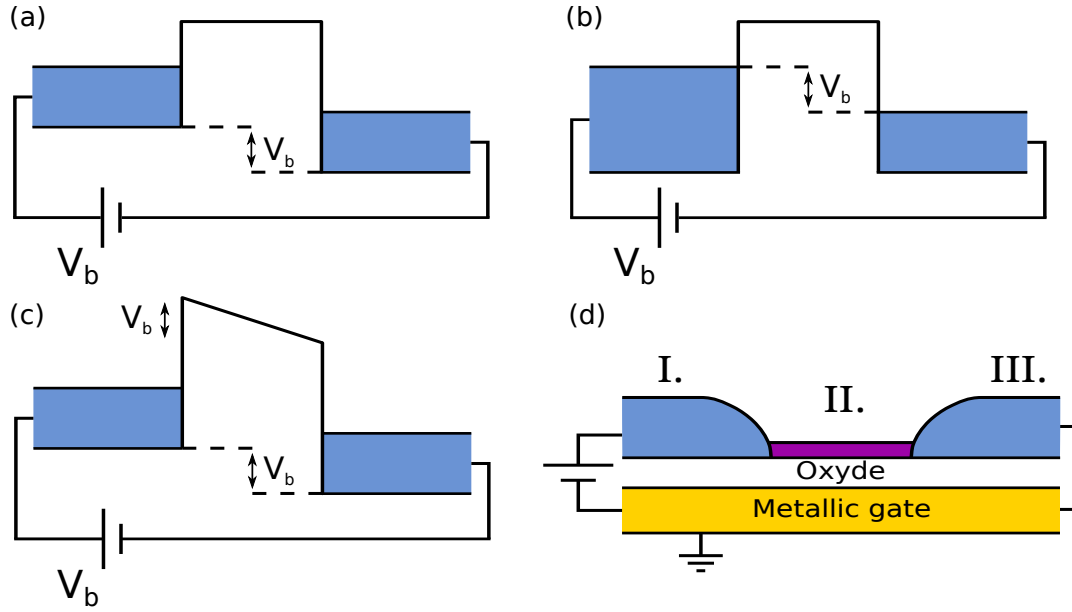 (a)
V_b
V_b
(b)
V_b
V_b
(c)
V_b
V_b
V_b
(d)
I.
II.
III.
Oxyde
Metallic gate